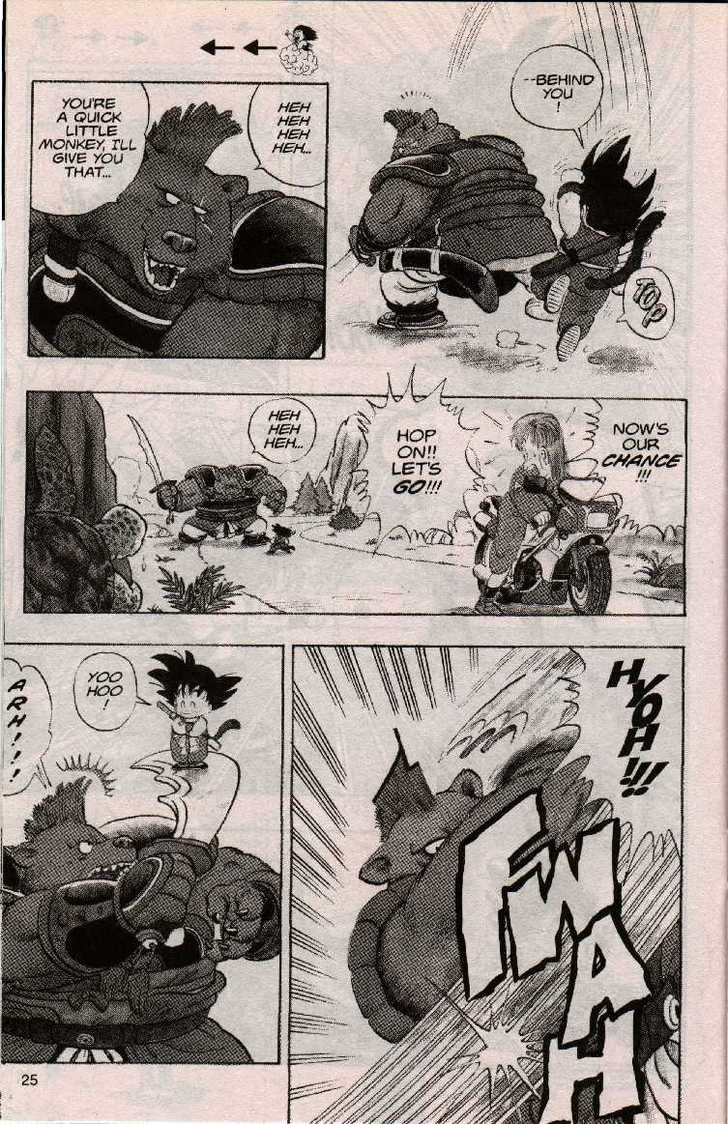 --BEHIND
YOU
!
TOP
HEH
HEH
HEH
HEH...
YOU'RE
A QUICK
LITTLE
MONKEY, I'LL
GIVE YOU
THAT...
NOW'S
OUR
CHANCE
!!!
HOP
ON!!
LET'S
GO!!!
HEH
HEH
HEH...
HYOH!!!
FWAH
YOO
HOO
!
ARH!!!!
25